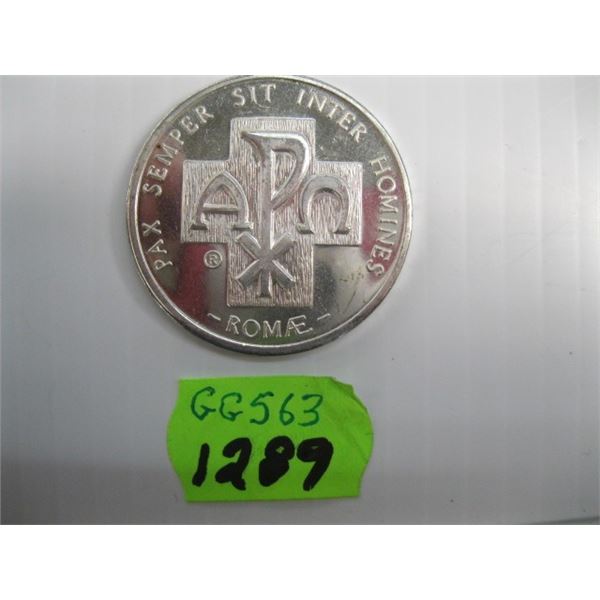 PAX SEMPER SIT INTER HOMINES
A Ω
®
- ROMÆ -
GG563
1289